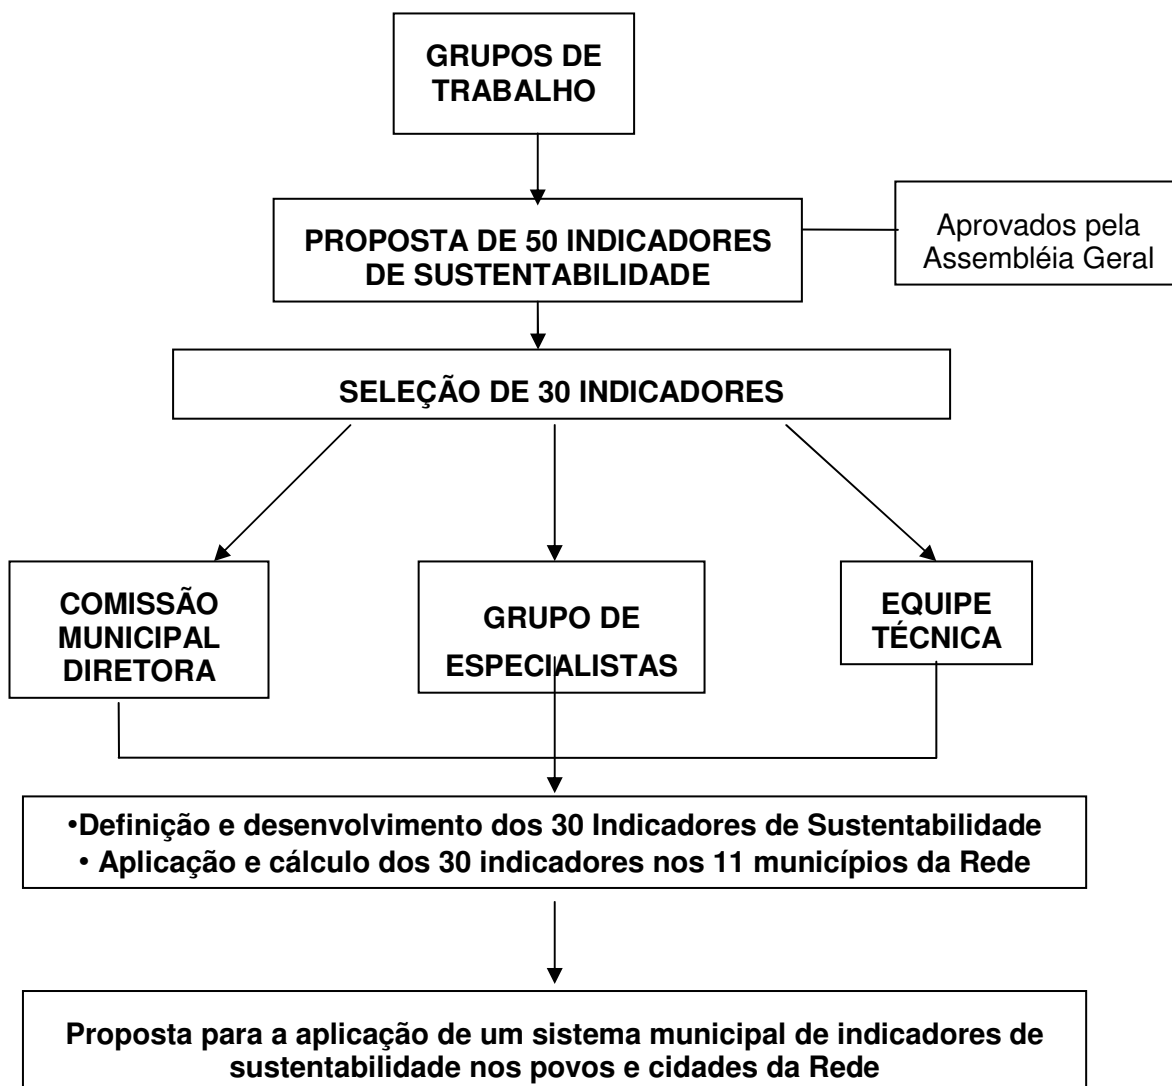 GRUPOS DE
TRABALHO
PROPOSTA DE 50 INDICADORES
DE SUSTENTABILIDADE
Aprovados pela
Assembléia Geral
SELEÇÃO DE 30 INDICADORES
COMISSÃO
MUNICIPAL
DIRETORA
GRUPO DE
ESPECIALISTAS
EQUIPE
TÉCNICA
•Definição e desenvolvimento dos 30 Indicadores de Sustentabilidade
• Aplicação e cálculo dos 30 indicadores nos 11 municípios da Rede
Proposta para a aplicação de um sistema municipal de indicadores de
sustentabilidade nos povos e cidades da Rede